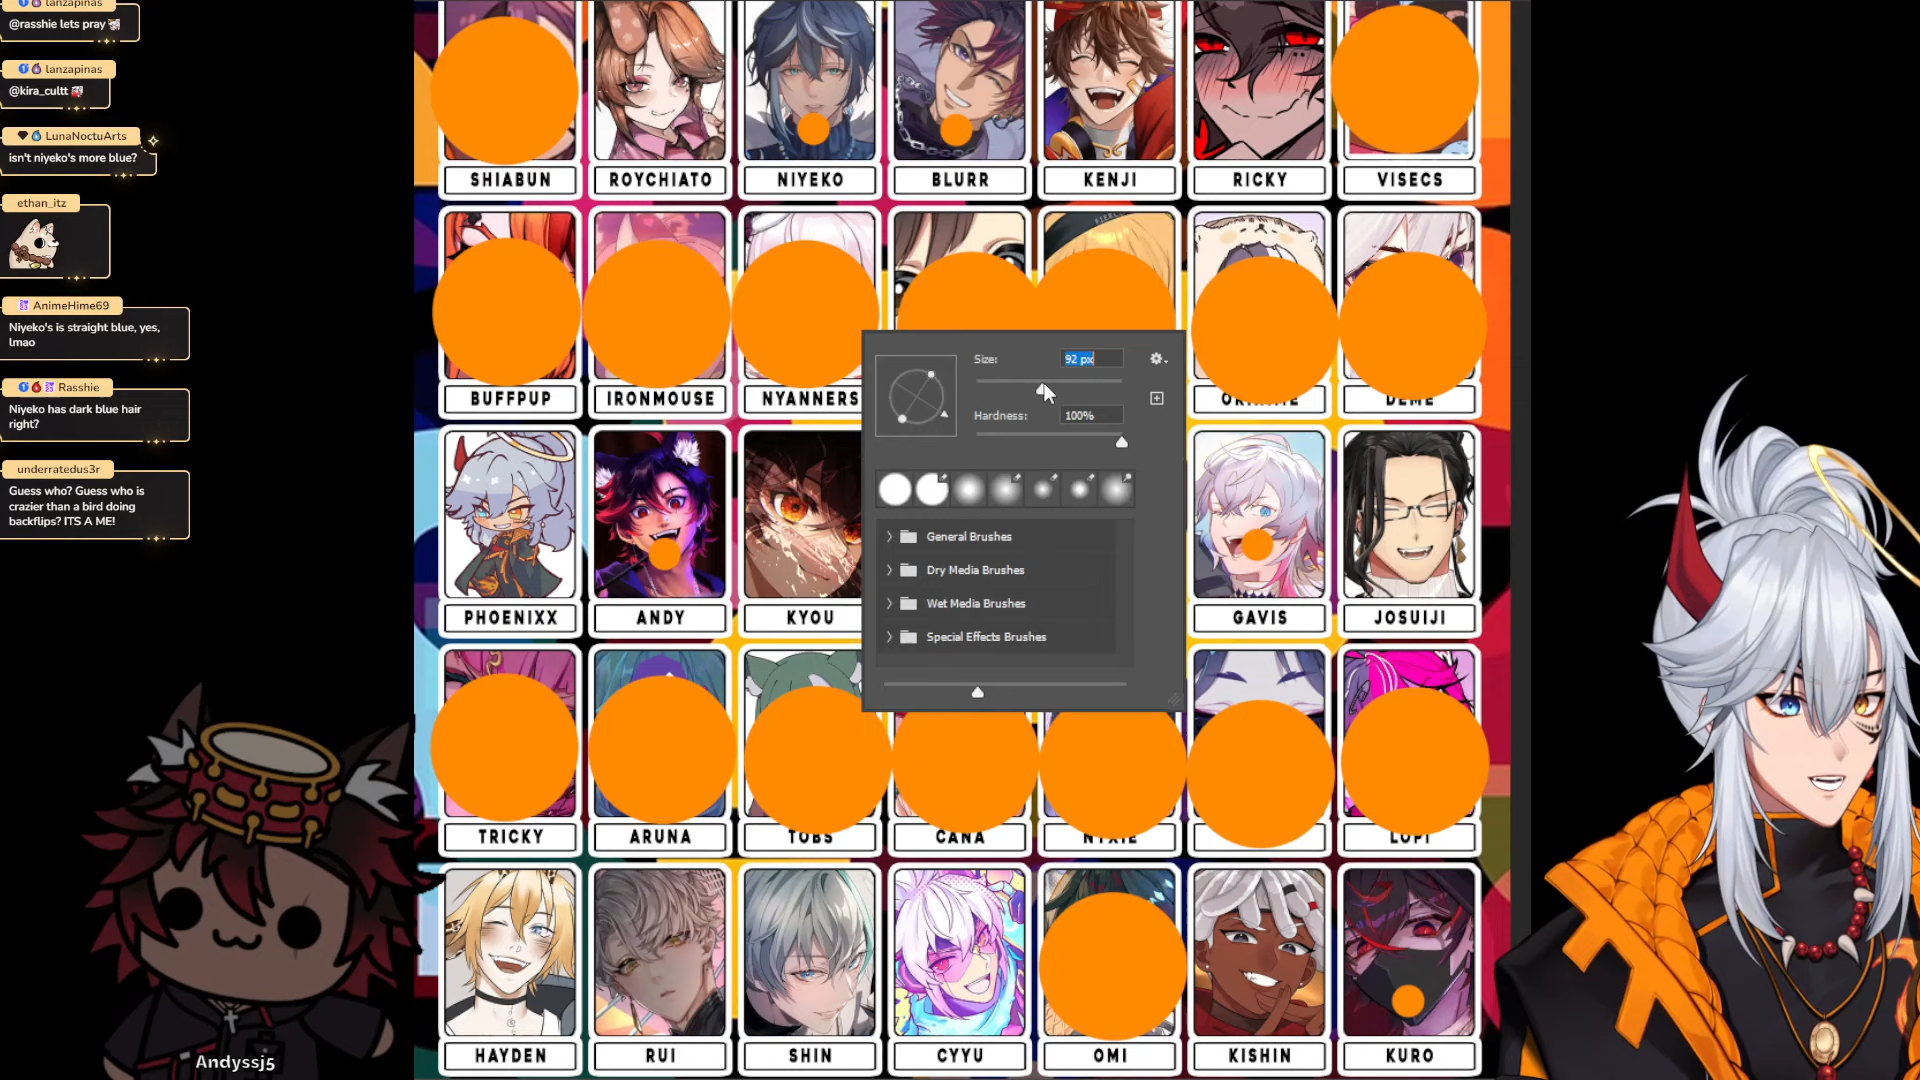 lanzapinas
@rasshie lets pray
lanzapinas
@kira_cultt
LunaNoctuArts
isn't niyeko's more blue?
ethan_itz
AnimeHime69
Niyeko's is straight blue, yes,
lmao
Rasshie
Niyeko has dark blue hair
right?
underratedus3r
Guess who? Guess who is
crazier than a bird doing
backflips? ITS A ME!
Andyssj5
SHIABUN
ROYCHIATO
NIYEKO
BLURR
KENJI
RICKY
VISECS
BUFFPUP
IRONMOUSE
NYANNERS
DEME
PHOENIXX
ANDY
KYOU
GAVIS
JOSUIJI
TRICKY
ARUNA
TOBS
CANA
NYXIE
LUPI
HAYDEN
RUI
SHIN
CYYU
OMI
KISHIN
KURO
Size:
92 px
Hardness:
100%
General Brushes
Dry Media Brushes
Wet Media Brushes
Special Effects Brushes